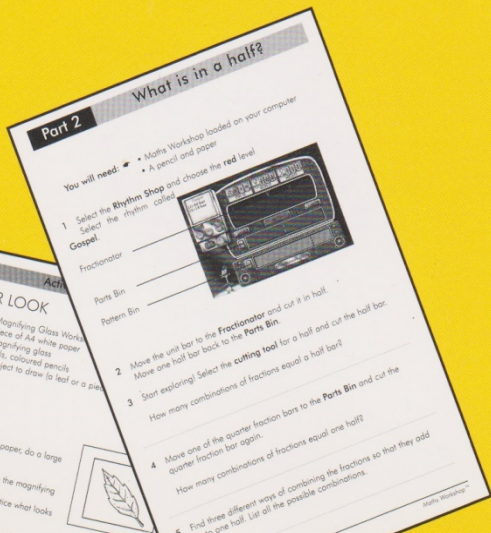 Part 2
What is in a half?
You will need: • Maths Workshop loaded on your computer
• A pencil and paper
1 Select the Rhythm Shop and choose the red level
Select the rhythm called
Gospel.
Fractionator
Parts Bin
Pattern Bin
2 Move the unit bar to the Fractionator and cut it in half.
Move one half bar back to the Parts Bin.
3 Start exploring! Select the cutting tool for a half and cut the half bar.
How many combinations of fractions equal a half bar?
4 Move one of the quarter fraction bars to the Parts Bin and cut the
quarter fraction bar again.
How many combinations of fractions equal one half?
5 Find three different ways of combining the fractions so that they add
to one half. List all the possible combinations.
Maths Workshop™
R LOOK
Magnifying Glass
of A4 white paper
glass
coloured pencils
to draw (a leaf or a
paper, do a large
the magnifying
what looks